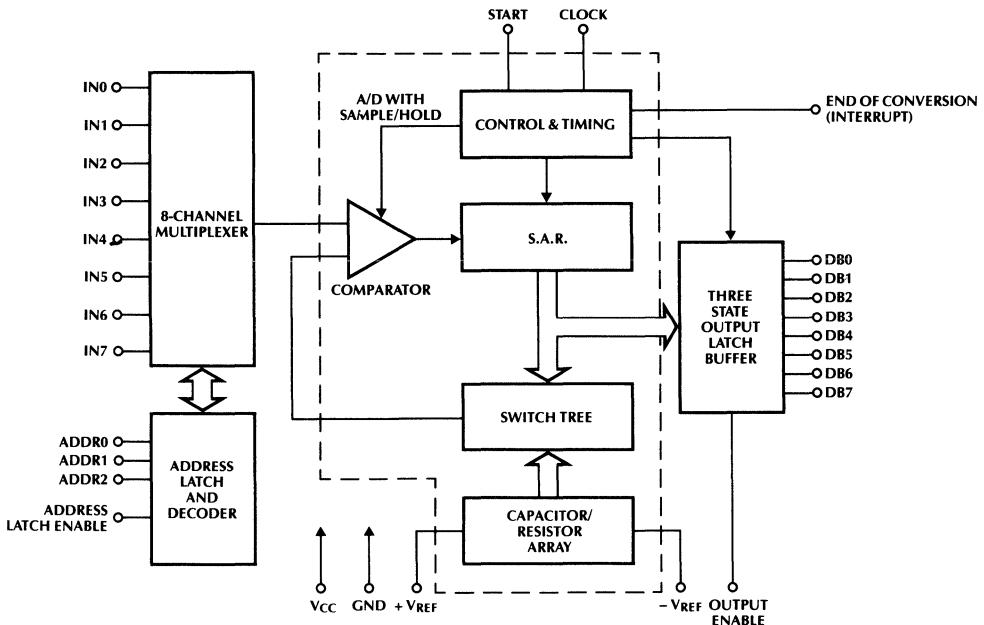 START
CLOCK
IN0
IN1
IN2
IN3
IN4
IN5
IN6
IN7
8-CHANNEL
MULTIPLEXER
A/D WITH
SAMPLE/HOLD
CONTROL & TIMING
END OF CONVERSION
(INTERRUPT)
S.A.R.
COMPARATOR
THREE
STATE
OUTPUT
LATCH
BUFFER
DB0
DB1
DB2
DB3
DB4
DB5
DB6
DB7
SWITCH TREE
ADDR0
ADDR1
ADDR2
ADDRESS
LATCH ENABLE
ADDRESS
LATCH
AND
DECODER
CAPACITOR/
RESISTOR
ARRAY
VCC
GND
+ VREF
– VREF
OUTPUT
ENABLE